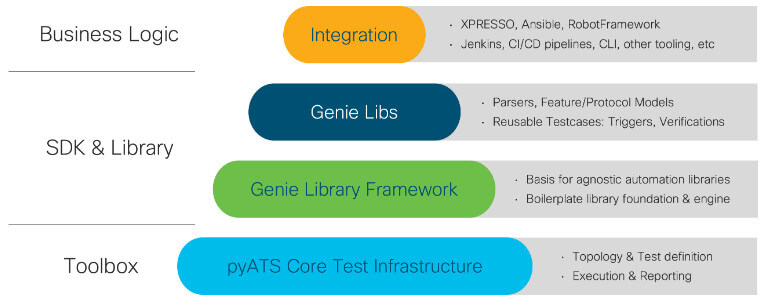 Business Logic
Integration
· XPRESSO, Ansible, RobotFramework
· Jenkins, CI/CD pipelines, CLI, other tooling, etc
SDK & Library
Genie Libs
· Parsers, Feature/Protocol Models
· Reusable Testcases: Triggers, Verifications
Genie Library Framework
· Basis for agnostic automation libraries
· Boilerplate library foundation & engine
Toolbox
pyATS Core Test Infrastructure
· Topology & Test definition
· Execution & Reporting